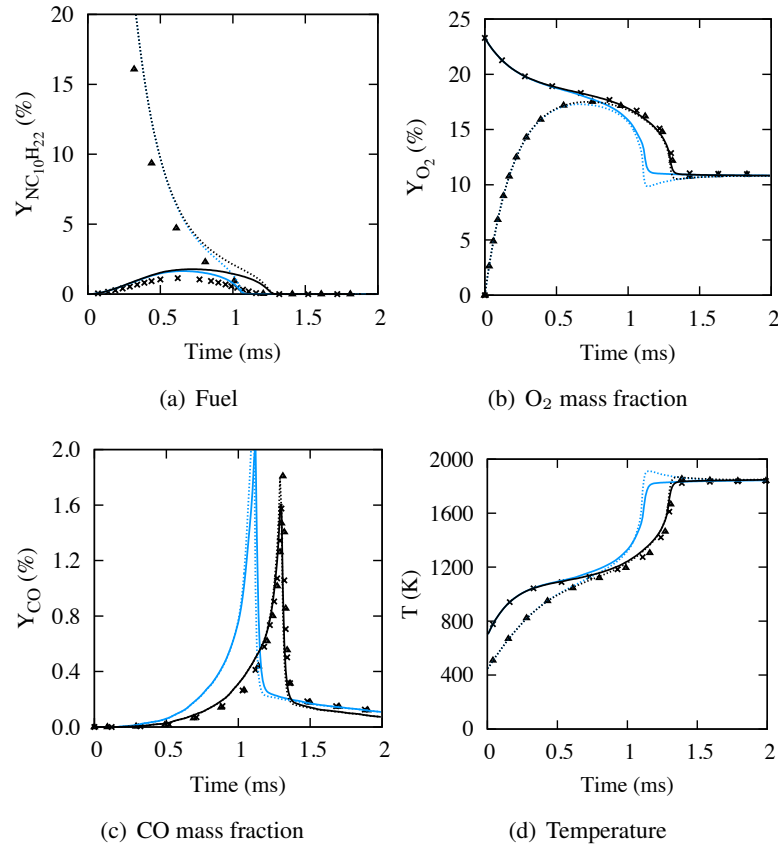 20
15
10
5
0
Y_NC10H22 (%)
0 0.5 1 1.5 2
Time (ms)
(a) Fuel
25
20
15
10
5
0
Y_O2 (%)
0 0.5 1 1.5 2
Time (ms)
(b) O2 mass fraction
2.0
1.6
1.2
0.8
0.4
0.0
Y_CO (%)
0 0.5 1 1.5 2
Time (ms)
(c) CO mass fraction
2000
1600
1200
800
400
0
T (K)
0 0.5 1 1.5 2
Time (ms)
(d) Temperature